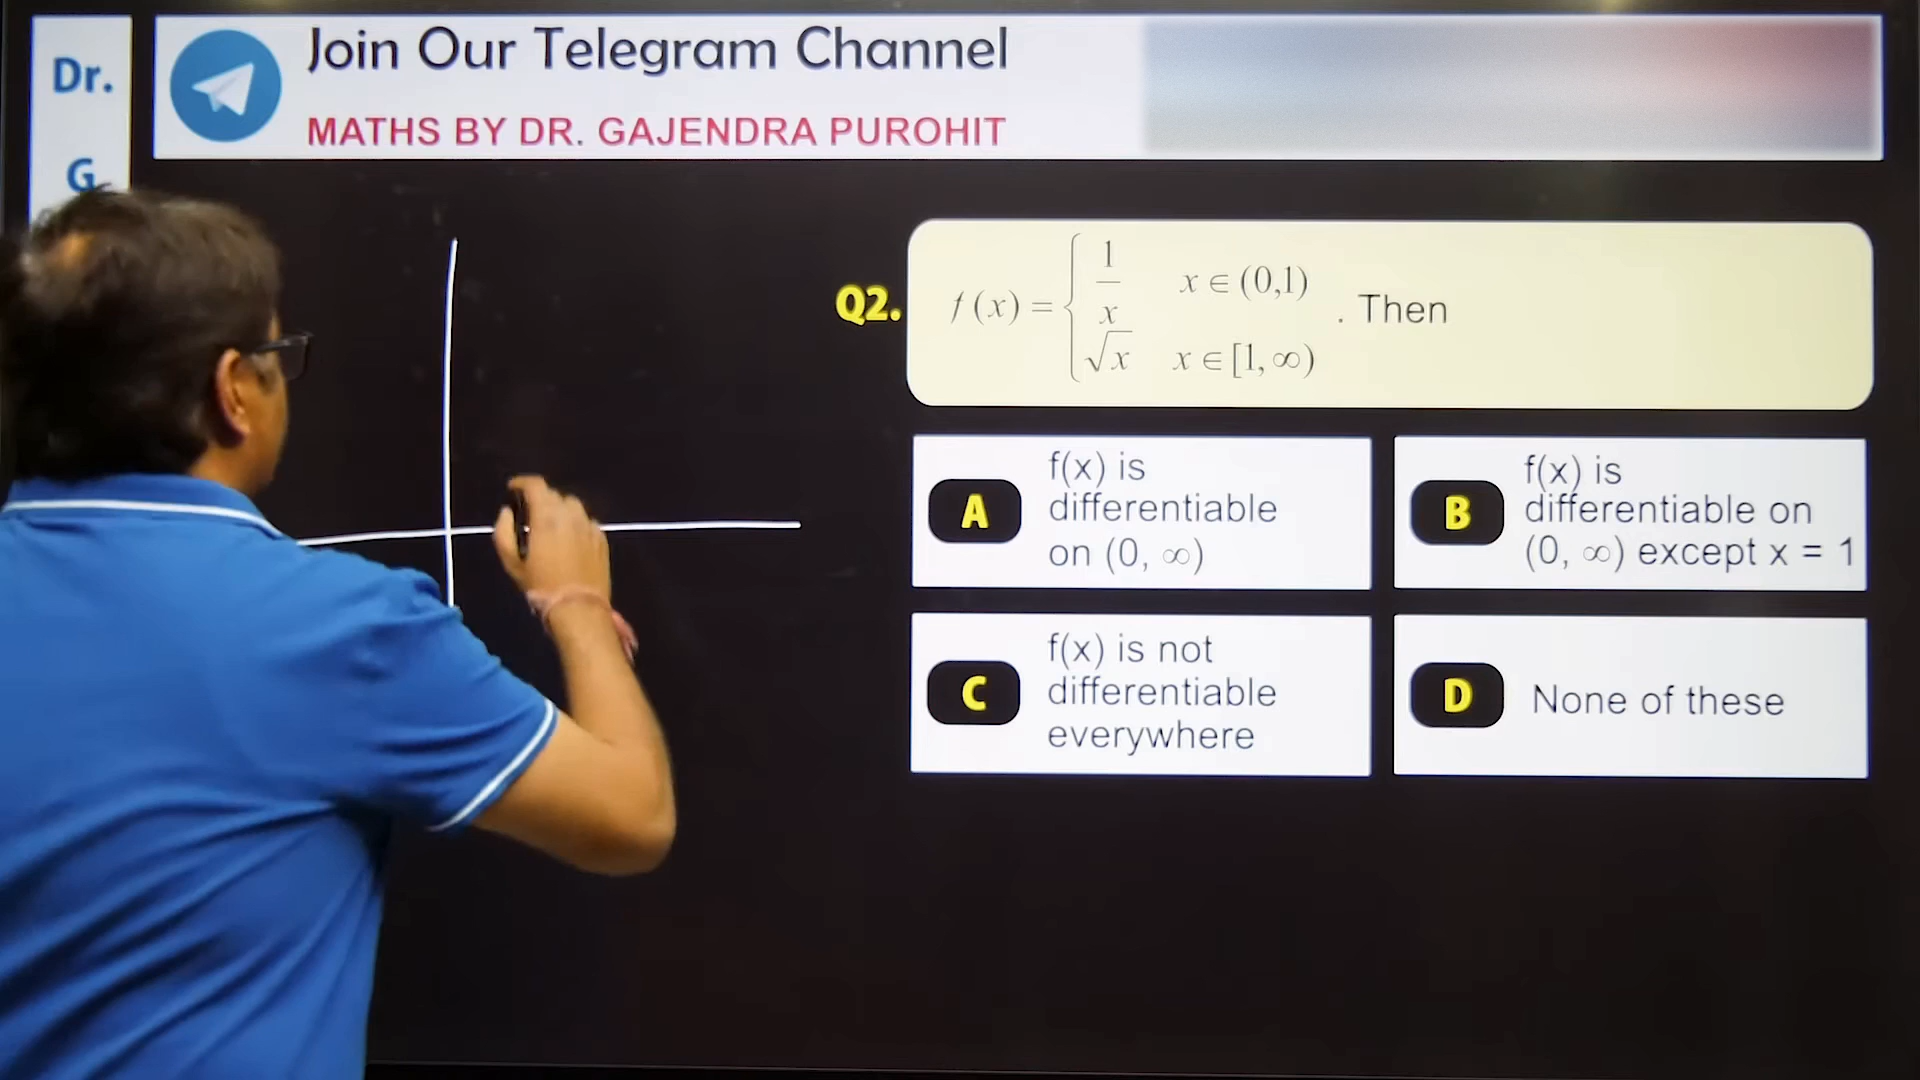 Dr.
G
Join Our Telegram Channel
MATHS BY DR. GAJENDRA PUROHIT
Q2. f(x) = { 1/x x ∈ (0,1)
√x x ∈ [1, ∞) . Then
A f(x) is
differentiable
on (0, ∞)
B f(x) is
differentiable on
(0, ∞) except x = 1
C f(x) is not
differentiable
everywhere
D None of these